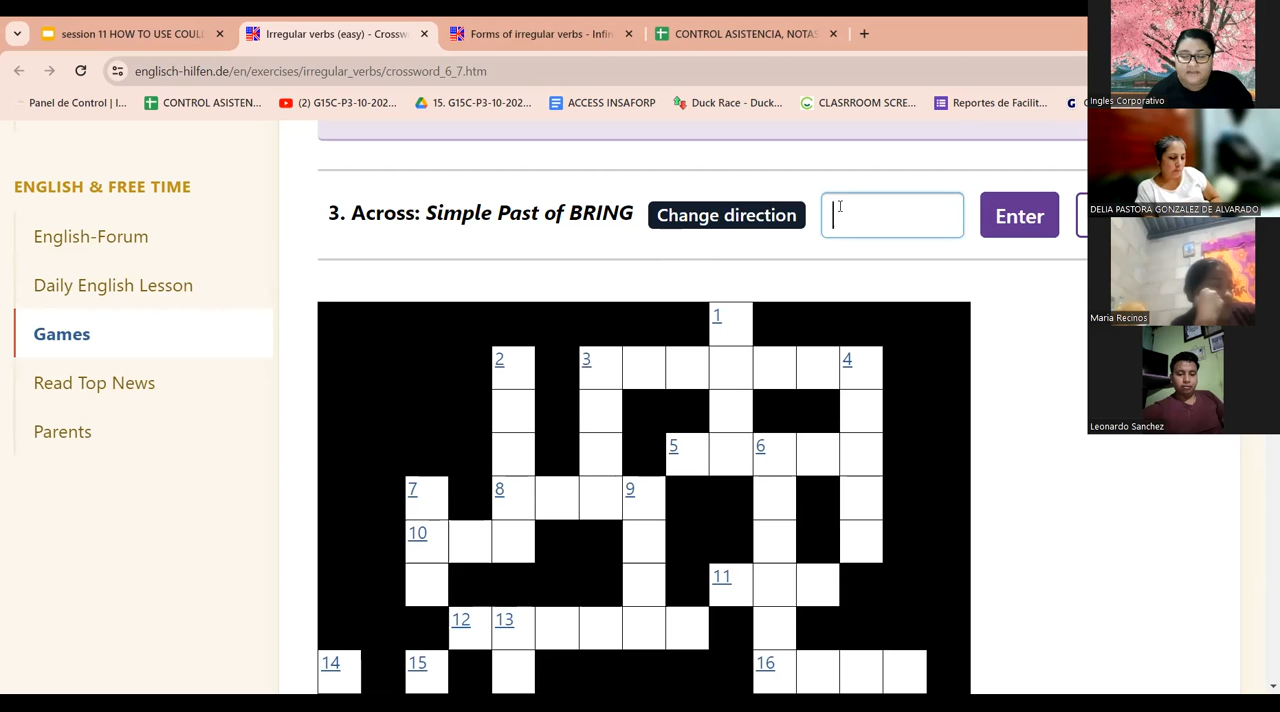 session 11 HOW TO USE COUL
Irregular verbs (easy) - Crossw
Forms of irregular verbs - Infin
CONTROL ASISTENCIA, NOTAS
englisch-hilfen.de/en/exercises/irregular_verbs/crossword_6_7.htm
Panel de Control | I...
CONTROL ASISTEN...
(2) G15C-P3-10-202...
15. G15C-P3-10-202...
ACCESS INSAFORP
Duck Race - Duck...
CLASRROOM SCRE...
Reportes de Facilit...
Ingles Corporativo
ENGLISH & FREE TIME
English-Forum
Daily English Lesson
Games
Read Top News
Parents
3. Across: Simple Past of BRING
Change direction
Enter
DELIA PASTORA GONZALEZ DE ALVARADO
Maria Recinos
Leonardo Sanchez
1
2 3 4
5 6
7 8 9
10
11
12 13
14 15 16